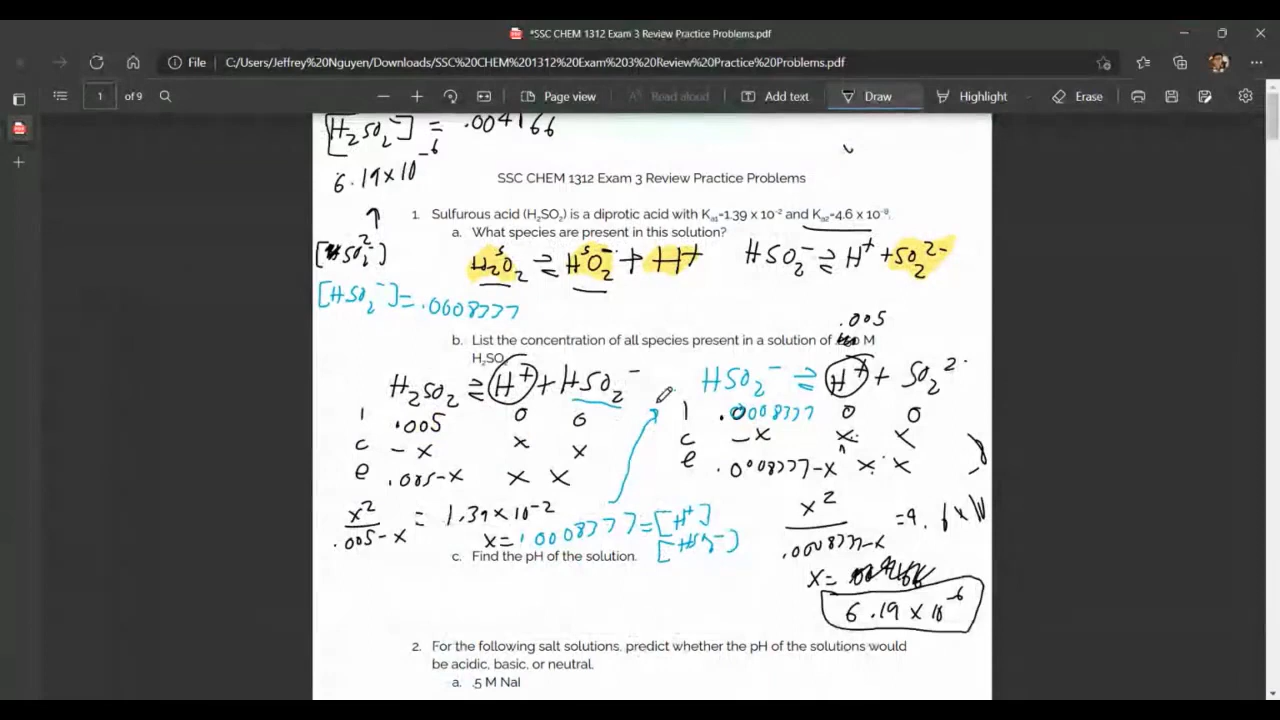 *SSC CHEM 1312 Exam 3 Review Practice Problems.pdf
File C:/Users/Jeffrey%20Nguyen/Downloads/SSC%20CHEM%201312%20Exam%203%20Review%20Practice%20Problems.pdf
1 of 9 Page view Read aloud Add text Draw Highlight Erase
[H₂SO₂⁻] = .004166
6.19×10⁻⁶
SSC CHEM 1312 Exam 3 Review Practice Problems
1. Sulfurous acid (H₂SO₂) is a diprotic acid with Kₐ₁=1.39 x 10⁻² and Kₐ₂=4.6 x 10⁻⁸.
a. What species are present in this solution?
H₂SO₂ ⇌ HSO₂⁻ + H⁺ HSO₂⁻ ⇌ H⁺ + SO₂²⁻
[SO₂²⁻]
[HSO₂⁻] = .0008777
.005
b. List the concentration of all species present in a solution of M
H₂SO₂
H₂SO₂ ⇌ H⁺ + HSO₂⁻ HSO₂⁻ ⇌ H⁺ + SO₂²⁻
I .005 0 0 I .0008777 0 0
C -x x x C -x x x
e .005-x x x e .0008777-x x x
x²/.005-x = 1.39×10⁻² x²/.0008777-x =
x = .0008777 = [H⁺]
[HSO₂⁻]
c. Find the pH of the solution.
x =
6.19×10⁻⁶
2. For the following salt solutions, predict whether the pH of the solutions would
be acidic, basic, or neutral.
a. .5 M NaI